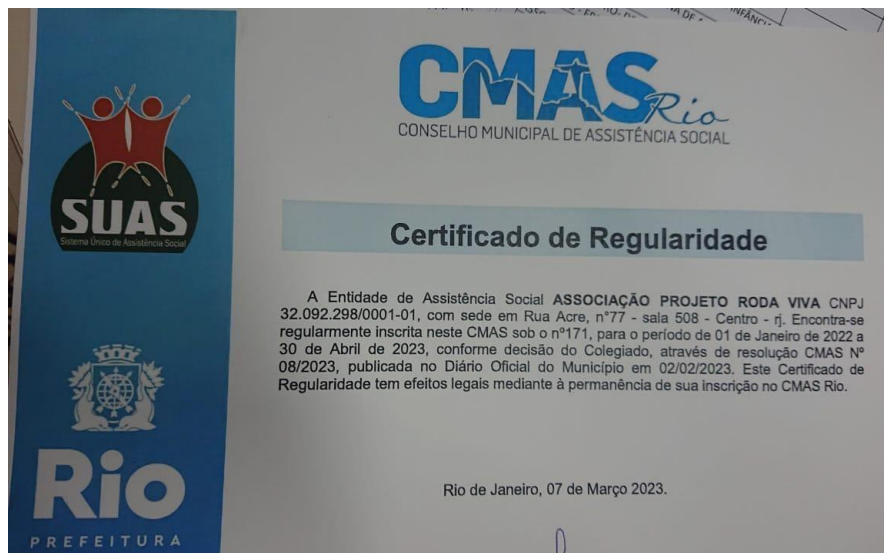 INFÂNCI
CMAS Rio
CONSELHO MUNICIPAL DE ASSISTÊNCIA SOCIAL
SUAS
Sistema Único de Assistência Social
Certificado de Regularidade
A Entidade de Assistência Social ASSOCIAÇÃO PROJETO RODA VIVA CNPJ
32.092.298/0001-01, com sede em Rua Acre, n°77 - sala 508 - Centro - rj. Encontra-se
regularmente inscrita neste CMAS sob o nº171, para o período de 01 de Janeiro de 2022 a
30 de Abril de 2023, conforme decisão do Colegiado, através de resolução CMAS Nº
08/2023, publicada no Diário Oficial do Município em 02/02/2023. Este Certificado de
Regularidade tem efeitos legais mediante à permanência de sua inscrição no CMAS Rio.
Rio de Janeiro, 07 de Março 2023.
Rio
PREFEITURA